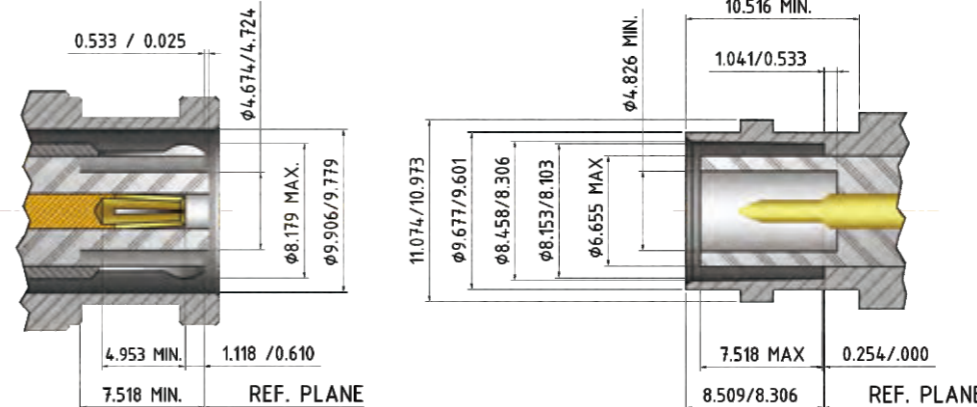 0.533 / 0.025
ϕ4.674/4.724
ϕ8.179 MAX.
ϕ9.906/9.779
4.953 MIN.
1.118 /0.610
7.518 MIN.
REF. PLANE
10.516 MIN.
1.041/0.533
ϕ4.826 MIN.
11.074/10.973
ϕ9.677/9.601
ϕ8.458/8.306
ϕ8.153/8.103
ϕ6.655 MAX
7.518 MAX
0.254/.000
8.509/8.306
REF. PLANE